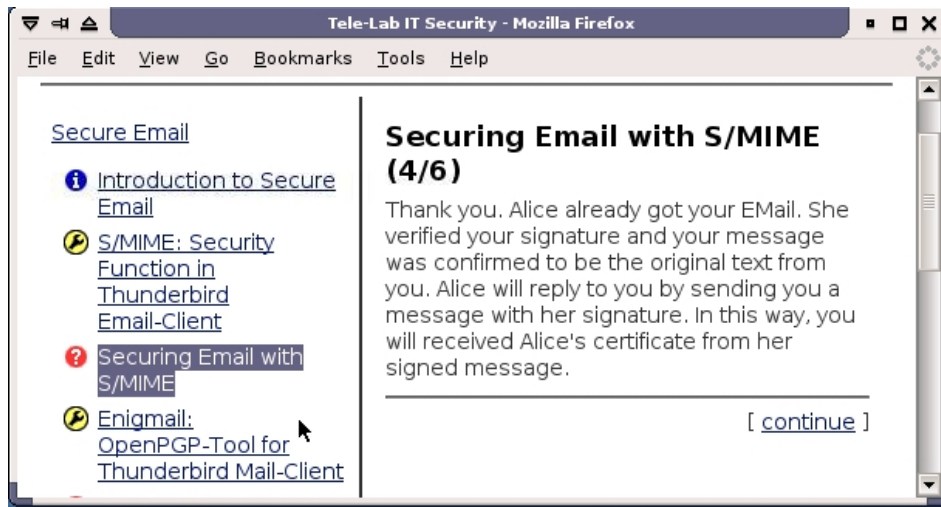 Tele-Lab IT Security - Mozilla Firefox
File Edit View Go Bookmarks Tools Help
Secure Email
Introduction to Secure
Email
S/MIME: Security
Function in
Thunderbird
Email-Client
Securing Email with
S/MIME
Enigmail:
OpenPGP-Tool for
Thunderbird Mail-Client
Securing Email with S/MIME
(4/6)
Thank you. Alice already got your EMail. She
verified your signature and your message
was confirmed to be the original text from
you. Alice will reply to you by sending you a
message with her signature. In this way, you
will received Alice's certificate from her
signed message.
[ continue ]